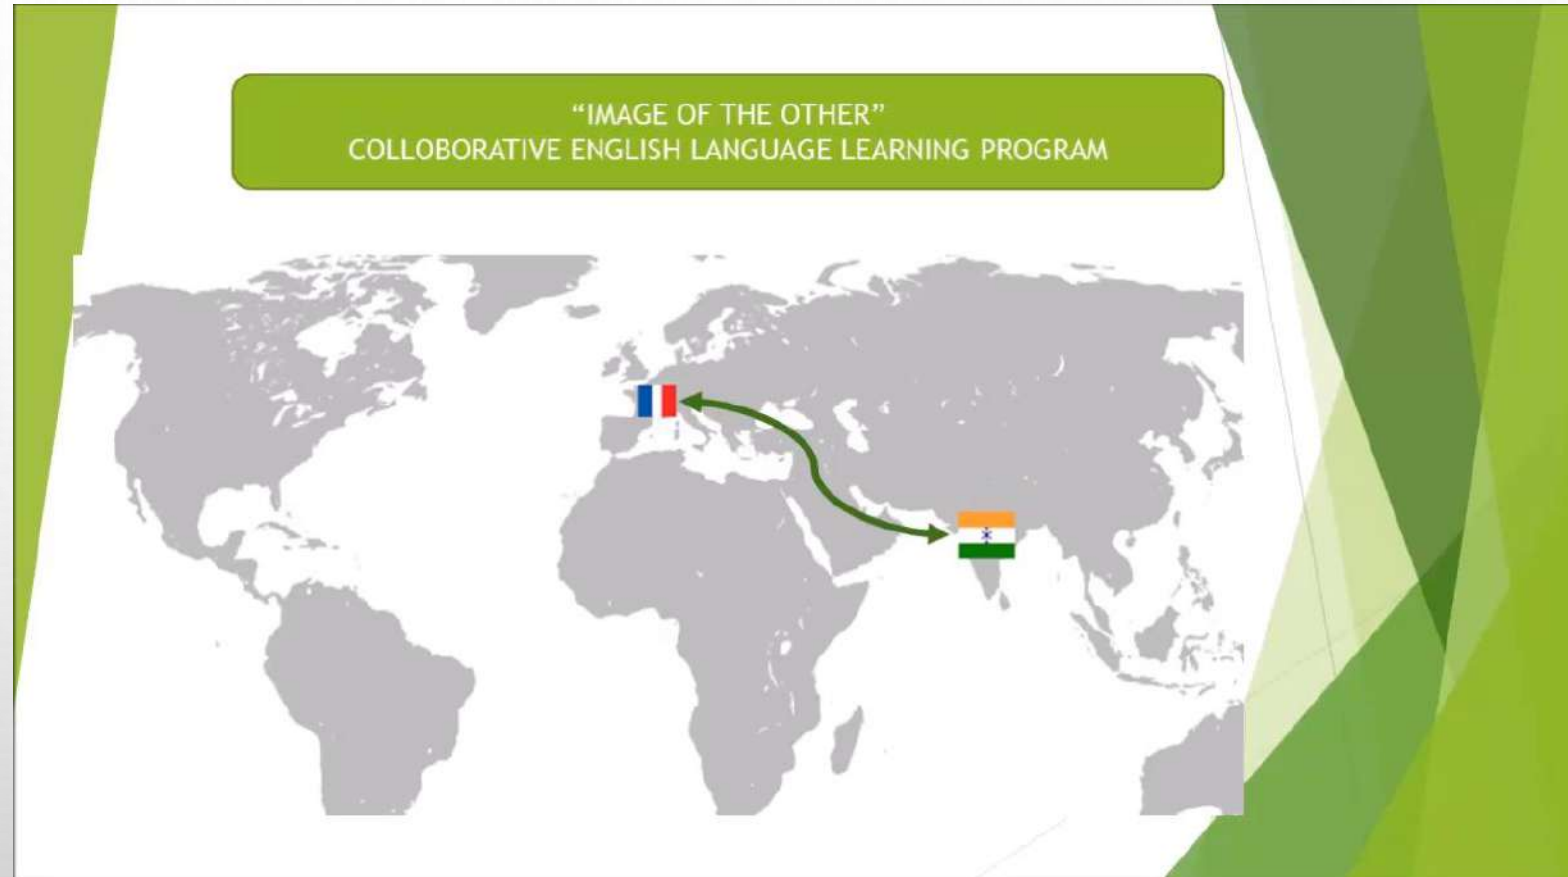 “IMAGE OF THE OTHER”
COLLOBORATIVE ENGLISH LANGUAGE LEARNING PROGRAM